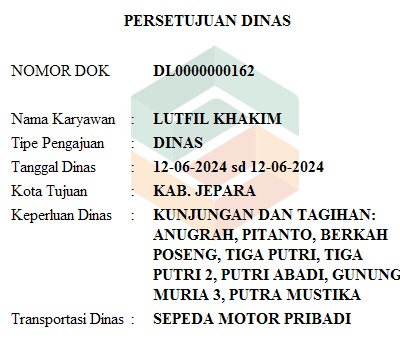 PERSETUJUAN DINAS
NOMOR DOK DL0000000162
Nama Karyawan : LUTFIL KHAKIM
Tipe Pengajuan : DINAS
Tanggal Dinas : 12-06-2024 sd 12-06-2024
Kota Tujuan : KAB. JEPARA
Keperluan Dinas : KUNJUNGAN DAN TAGIHAN:
ANUGRAH, PITANTO, BERKAH
POSENG, TIGA PUTRI, TIGA
PUTRI 2, PUTRI ABADI, GUNUNG
MURIA 3, PUTRA MUSTIKA
Transportasi Dinas : SEPEDA MOTOR PRIBADI